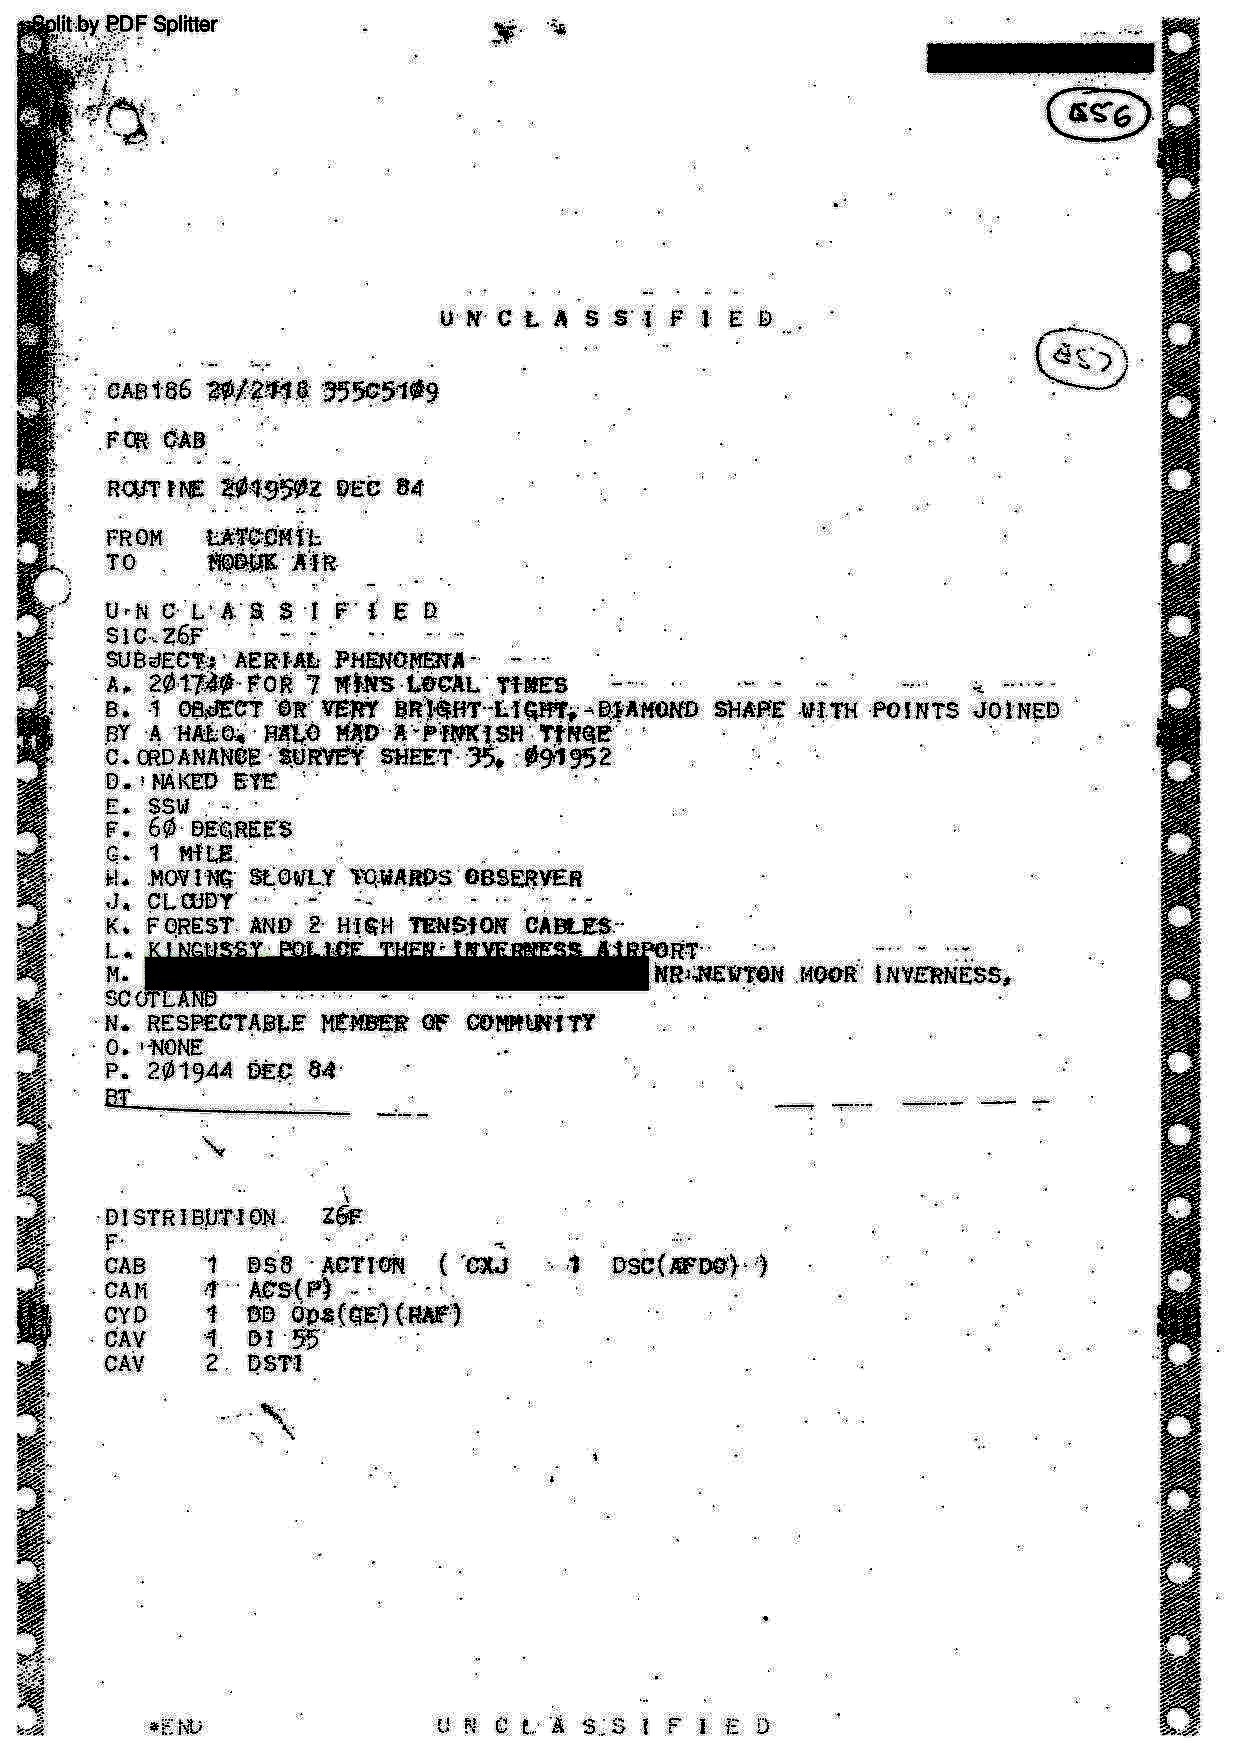 Split by PDF Splitter
856
U N C L A S S I F I E D
857
CAB186 20/2118 355C5109
FOR CAB
ROUTINE 201950Z DEC 84
FROM LATCCMIL
TO MODUK AIR
U N C L A S S I F I E D
SIC Z6F
SUBJECT: AERIAL PHENOMENA
A. 201740 FOR 7 MINS LOCAL TIMES
B. 1 OBJECT OR VERY BRIGHT LIGHT, DIAMOND SHAPE WITH POINTS JOINED
BY A HALO. HALO HAD A PINKISH TINGE
C. ORDANANCE SURVEY SHEET 35, 091952
D. NAKED EYE
E. SSW
F. 60 DEGREES
G. 1 MILE
H. MOVING SLOWLY TOWARDS OBSERVER
J. CLOUDY
K. FOREST AND 2 HIGH TENSION CABLES
L. KINGUSSY POLICE THEN INVERNESS AIRPORT
M. NR NEWTON MOOR INVERNESS,
SCOTLAND
N. RESPECTABLE MEMBER OF COMMUNITY
O. NONE
P. 201944 DEC 84
BT
DISTRIBUTION Z6F
F
CAB 1 DS8 ACTION ( CXJ 1 DSC(AFDO) )
CAM 1 ACS(P)
CYD 1 DD Ops(GE)(RAF)
CAV 1 DI 55
CAV 2 DSTI
*END U N C L A S S I F I E D